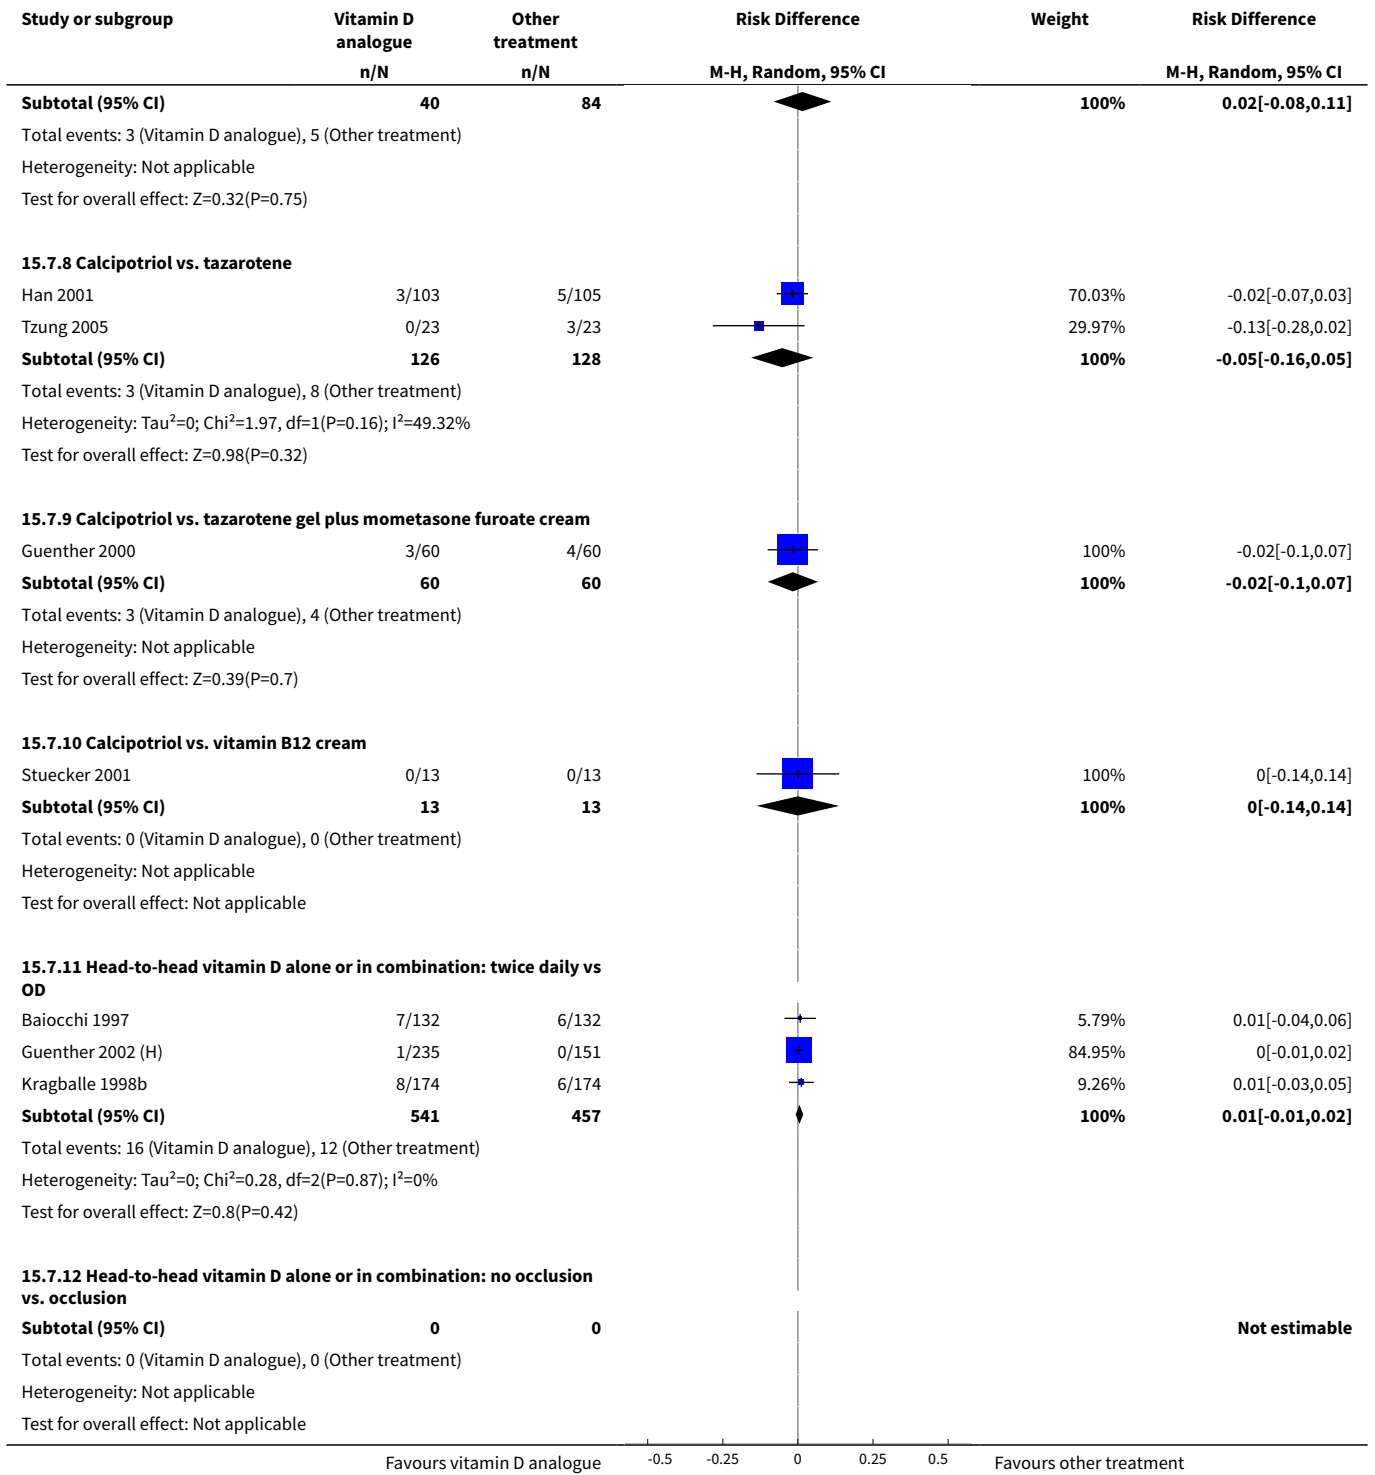 Study or subgroup Vitamin D analogue Other treatment Risk Difference Weight Risk Difference
n/N n/N M-H, Random, 95% CI M-H, Random, 95% CI
Subtotal (95% CI) 40 84 100% 0.02[-0.08,0.11]
Total events: 3 (Vitamin D analogue), 5 (Other treatment)
Heterogeneity: Not applicable
Test for overall effect: Z=0.32(P=0.75)
15.7.8 Calcipotriol vs. tazarotene
Han 2001 3/103 5/105 70.03% -0.02[-0.07,0.03]
Tzung 2005 0/23 3/23 29.97% -0.13[-0.28,0.02]
Subtotal (95% CI) 126 128 100% -0.05[-0.16,0.05]
Total events: 3 (Vitamin D analogue), 8 (Other treatment)
Heterogeneity: Tau²=0; Chi²=1.97, df=1(P=0.16); I²=49.32%
Test for overall effect: Z=0.98(P=0.32)
15.7.9 Calcipotriol vs. tazarotene gel plus mometasone furoate cream
Guenther 2000 3/60 4/60 100% -0.02[-0.1,0.07]
Subtotal (95% CI) 60 60 100% -0.02[-0.1,0.07]
Total events: 3 (Vitamin D analogue), 4 (Other treatment)
Heterogeneity: Not applicable
Test for overall effect: Z=0.39(P=0.7)
15.7.10 Calcipotriol vs. vitamin B12 cream
Stuecker 2001 0/13 0/13 100% 0[-0.14,0.14]
Subtotal (95% CI) 13 13 100% 0[-0.14,0.14]
Total events: 0 (Vitamin D analogue), 0 (Other treatment)
Heterogeneity: Not applicable
Test for overall effect: Not applicable
15.7.11 Head-to-head vitamin D alone or in combination: twice daily vs
OD
Baiocchi 1997 7/132 6/132 5.79% 0.01[-0.04,0.06]
Guenther 2002 (H) 1/235 0/151 84.95% 0[-0.01,0.02]
Kragballe 1998b 8/174 6/174 9.26% 0.01[-0.03,0.05]
Subtotal (95% CI) 541 457 100% 0.01[-0.01,0.02]
Total events: 16 (Vitamin D analogue), 12 (Other treatment)
Heterogeneity: Tau²=0; Chi²=0.28, df=2(P=0.87); I²=0%
Test for overall effect: Z=0.8(P=0.42)
15.7.12 Head-to-head vitamin D alone or in combination: no occlusion
vs. occlusion
Subtotal (95% CI) 0 0 Not estimable
Total events: 0 (Vitamin D analogue), 0 (Other treatment)
Heterogeneity: Not applicable
Test for overall effect: Not applicable
Favours vitamin D analogue -0.5 -0.25 0 0.25 0.5 Favours other treatment